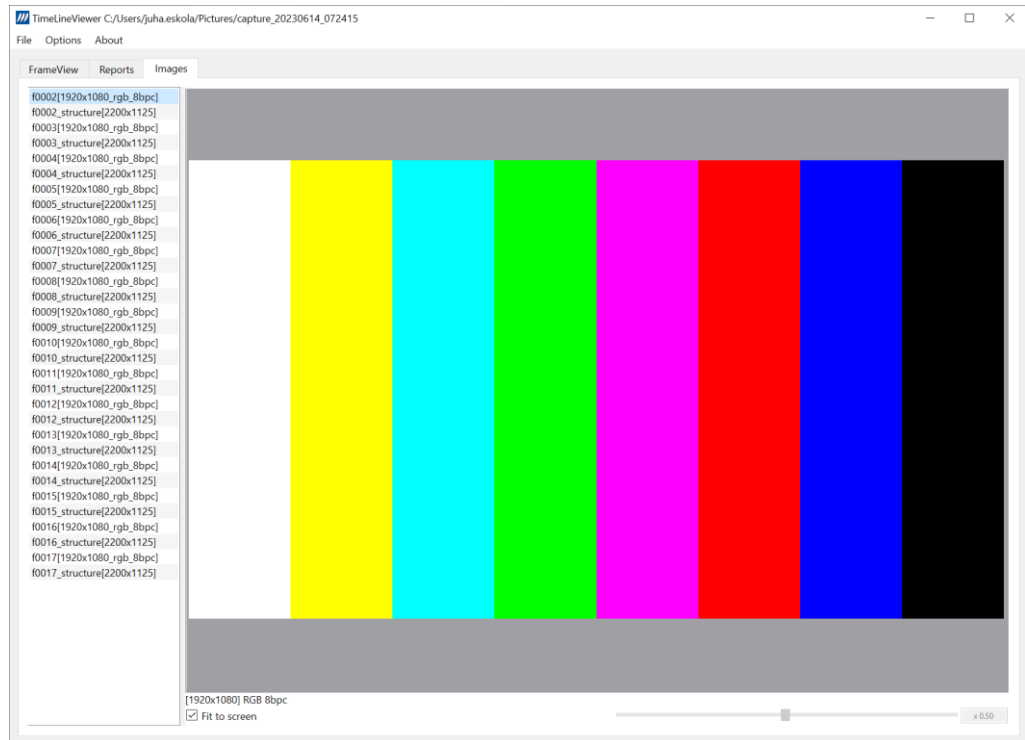 TimeLineViewer C:/Users/juha.eskola/Pictures/capture_20230614_072415
File Options About
FrameView Reports Images
f0002[1920x1080_rgb_8bpc]
f0002_structure[2200x1125]
f0003[1920x1080_rgb_8bpc]
f0003_structure[2200x1125]
f0004[1920x1080_rgb_8bpc]
f0004_structure[2200x1125]
f0005[1920x1080_rgb_8bpc]
f0005_structure[2200x1125]
f0006[1920x1080_rgb_8bpc]
f0006_structure[2200x1125]
f0007[1920x1080_rgb_8bpc]
f0007_structure[2200x1125]
f0008[1920x1080_rgb_8bpc]
f0008_structure[2200x1125]
f0009[1920x1080_rgb_8bpc]
f0009_structure[2200x1125]
f0010[1920x1080_rgb_8bpc]
f0010_structure[2200x1125]
f0011[1920x1080_rgb_8bpc]
f0011_structure[2200x1125]
f0012[1920x1080_rgb_8bpc]
f0012_structure[2200x1125]
f0013[1920x1080_rgb_8bpc]
f0013_structure[2200x1125]
f0014[1920x1080_rgb_8bpc]
f0014_structure[2200x1125]
f0015[1920x1080_rgb_8bpc]
f0015_structure[2200x1125]
f0016[1920x1080_rgb_8bpc]
f0016_structure[2200x1125]
f0017[1920x1080_rgb_8bpc]
f0017_structure[2200x1125]
[1920x1080] RGB 8bpc
Fit to screen
x 0.50